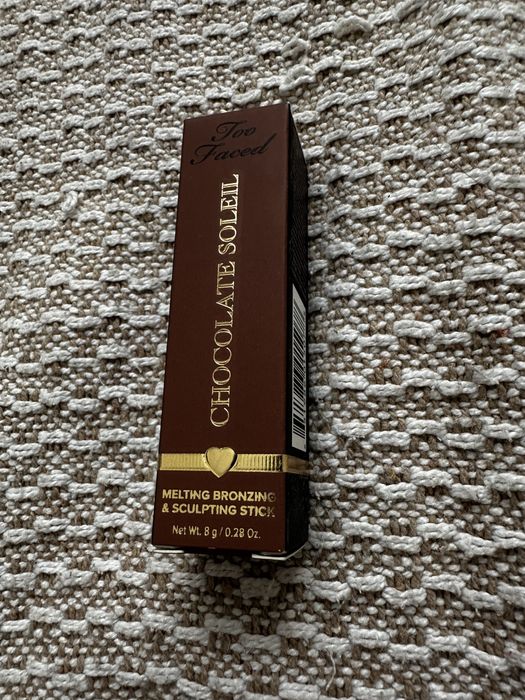 Too
Faced
CHOCOLATE SOLEIL
MELTING BRONZING
& SCULPTING STICK
Net Wt. 8 g / 0.28 Oz.